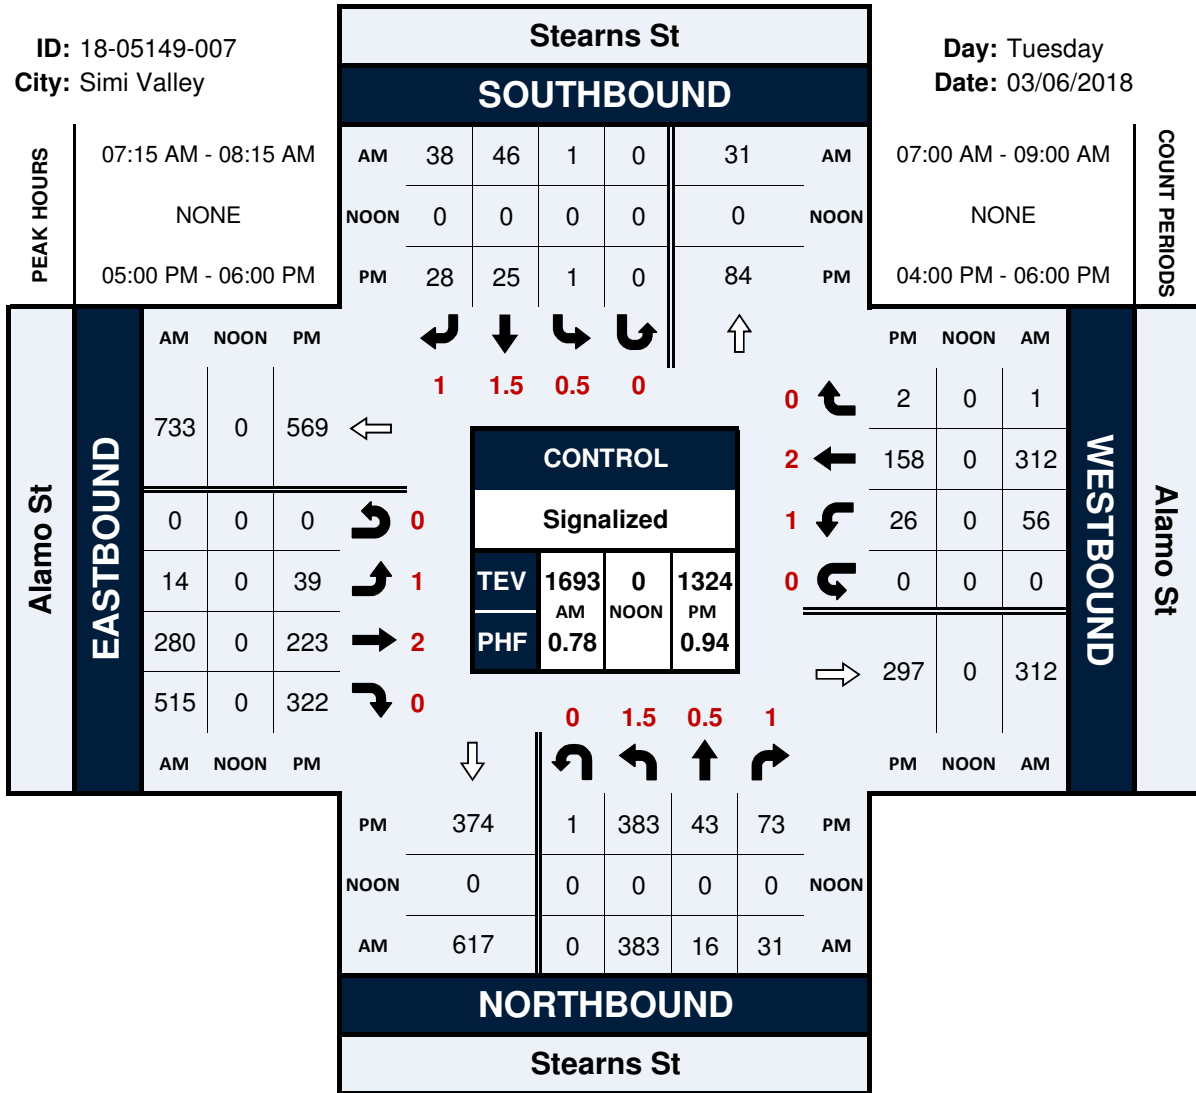 ID: 18-05149-007
City: Simi Valley
Stearns St
SOUTHBOUND
Day: Tuesday
Date: 03/06/2018
PEAK HOURS
07:15 AM - 08:15 AM
NONE
05:00 PM - 06:00 PM
AM 38 46 1 0 31 AM
NOON 0 0 0 0 0 NOON
PM 28 25 1 0 84 PM
07:00 AM - 09:00 AM
NONE
04:00 PM - 06:00 PM
COUNT PERIODS
1 1.5 0.5 0
Alamo St
EASTBOUND
AM NOON PM
733 0 569
0 0 0 0
14 0 39 1
280 0 223 2
515 0 322 0
AM NOON PM
CONTROL
Signalized
TEV 1693 0 1324
AM NOON PM
PHF 0.78 0.94
PM NOON AM
0 2 0 1
2 158 0 312
1 26 0 56
0 0 0 0
297 0 312
PM NOON AM
WESTBOUND
Alamo St
0 1.5 0.5 1
PM 374 1 383 43 73 PM
NOON 0 0 0 0 0 NOON
AM 617 0 383 16 31 AM
NORTHBOUND
Stearns St